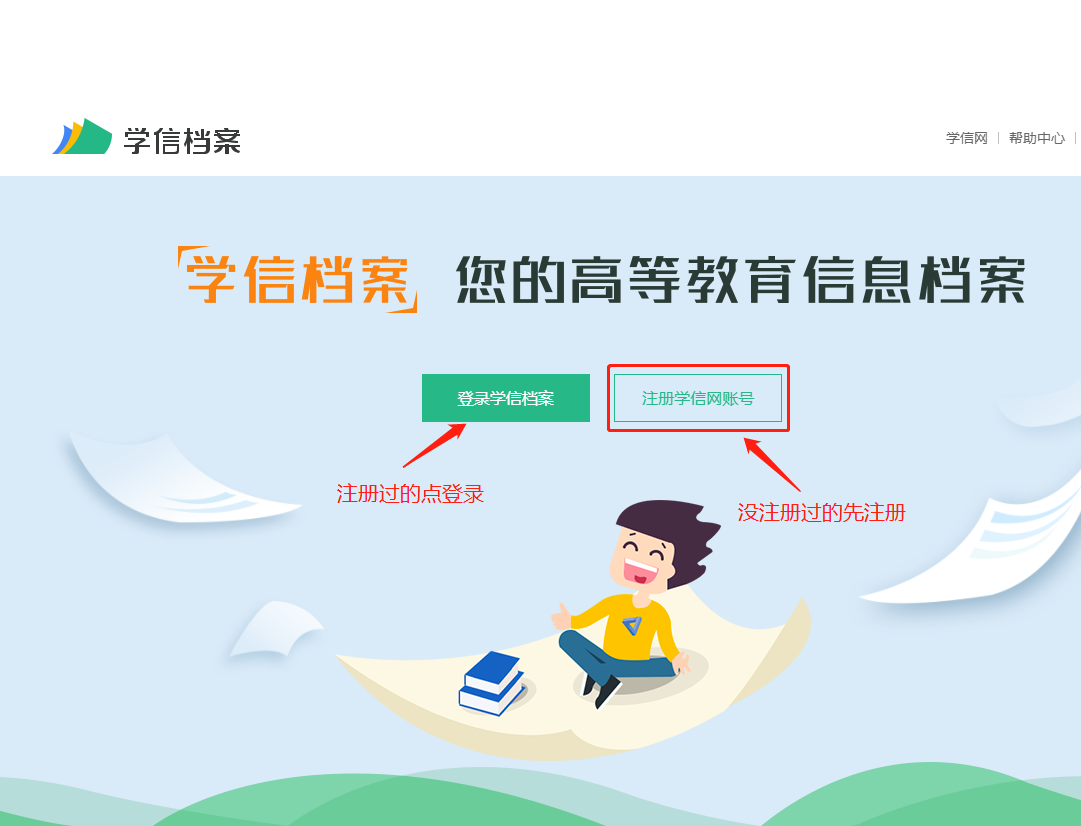 学信档案
学信网 | 帮助中心 |
学信档案 您的高等教育信息档案
登录学信档案 注册学信网账号
注册过的点登录
没注册过的先注册